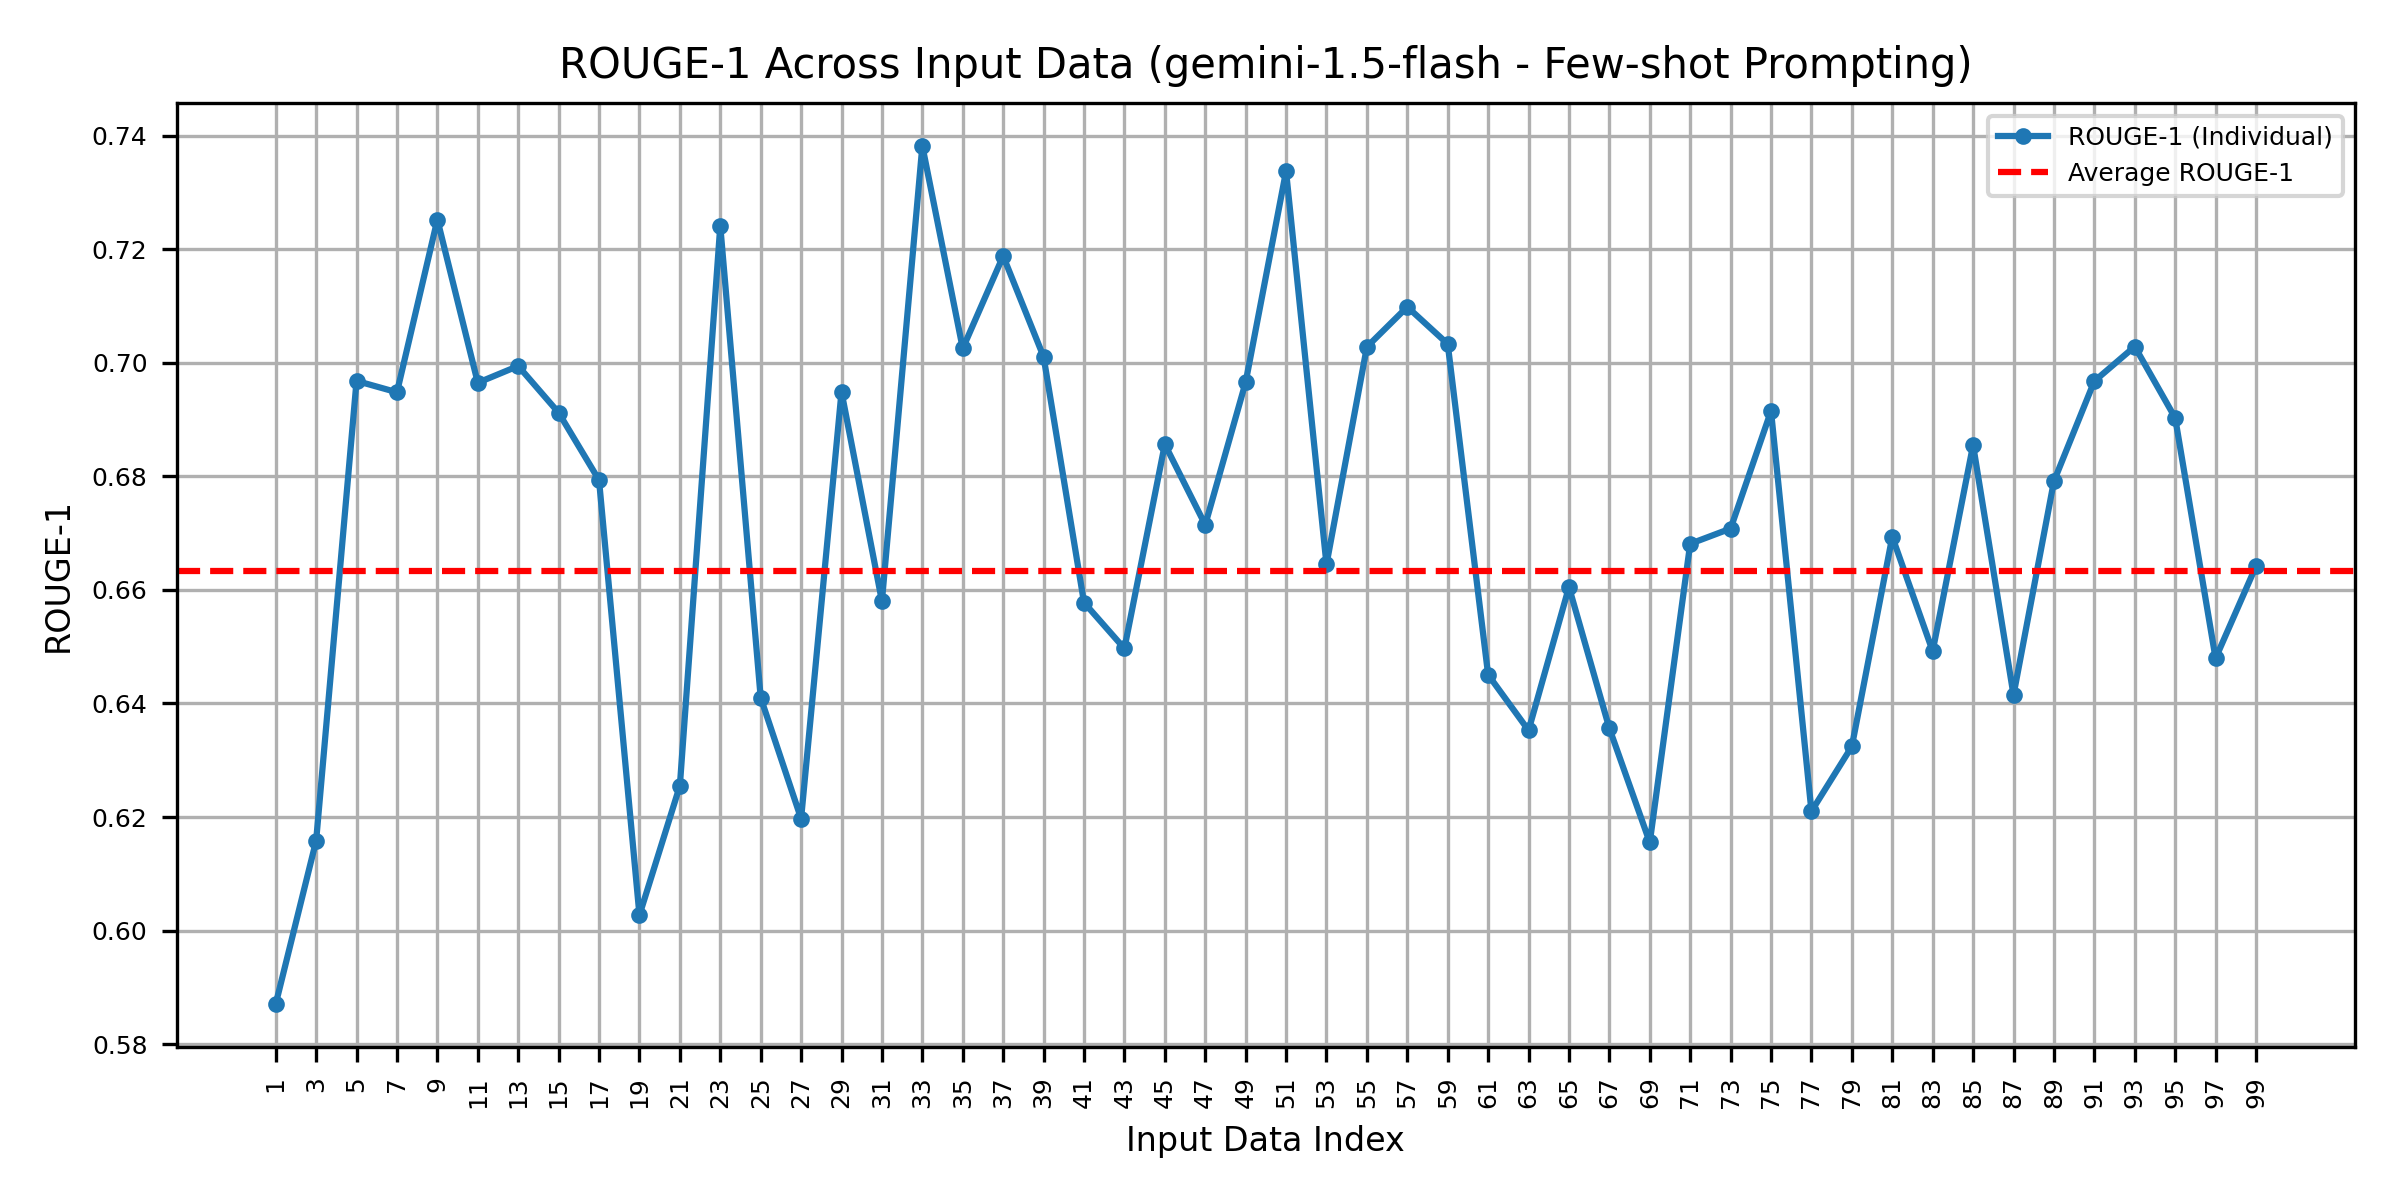 ROUGE-1 Across Input Data (gemini-1.5-flash - Few-shot Prompting)
ROUGE-1 (Individual)
Average ROUGE-1
0.74
0.72
0.70
0.68
0.66
0.64
0.62
0.60
0.58
ROUGE-1
1 3 5 7 9 11 13 15 17 19 21 23 25 27 29 31 33 35 37 39 41 43 45 47 49 51 53 55 57 59 61 63 65 67 69 71 73 75 77 79 81 83 85 87 89 91 93 95 97 99
Input Data Index